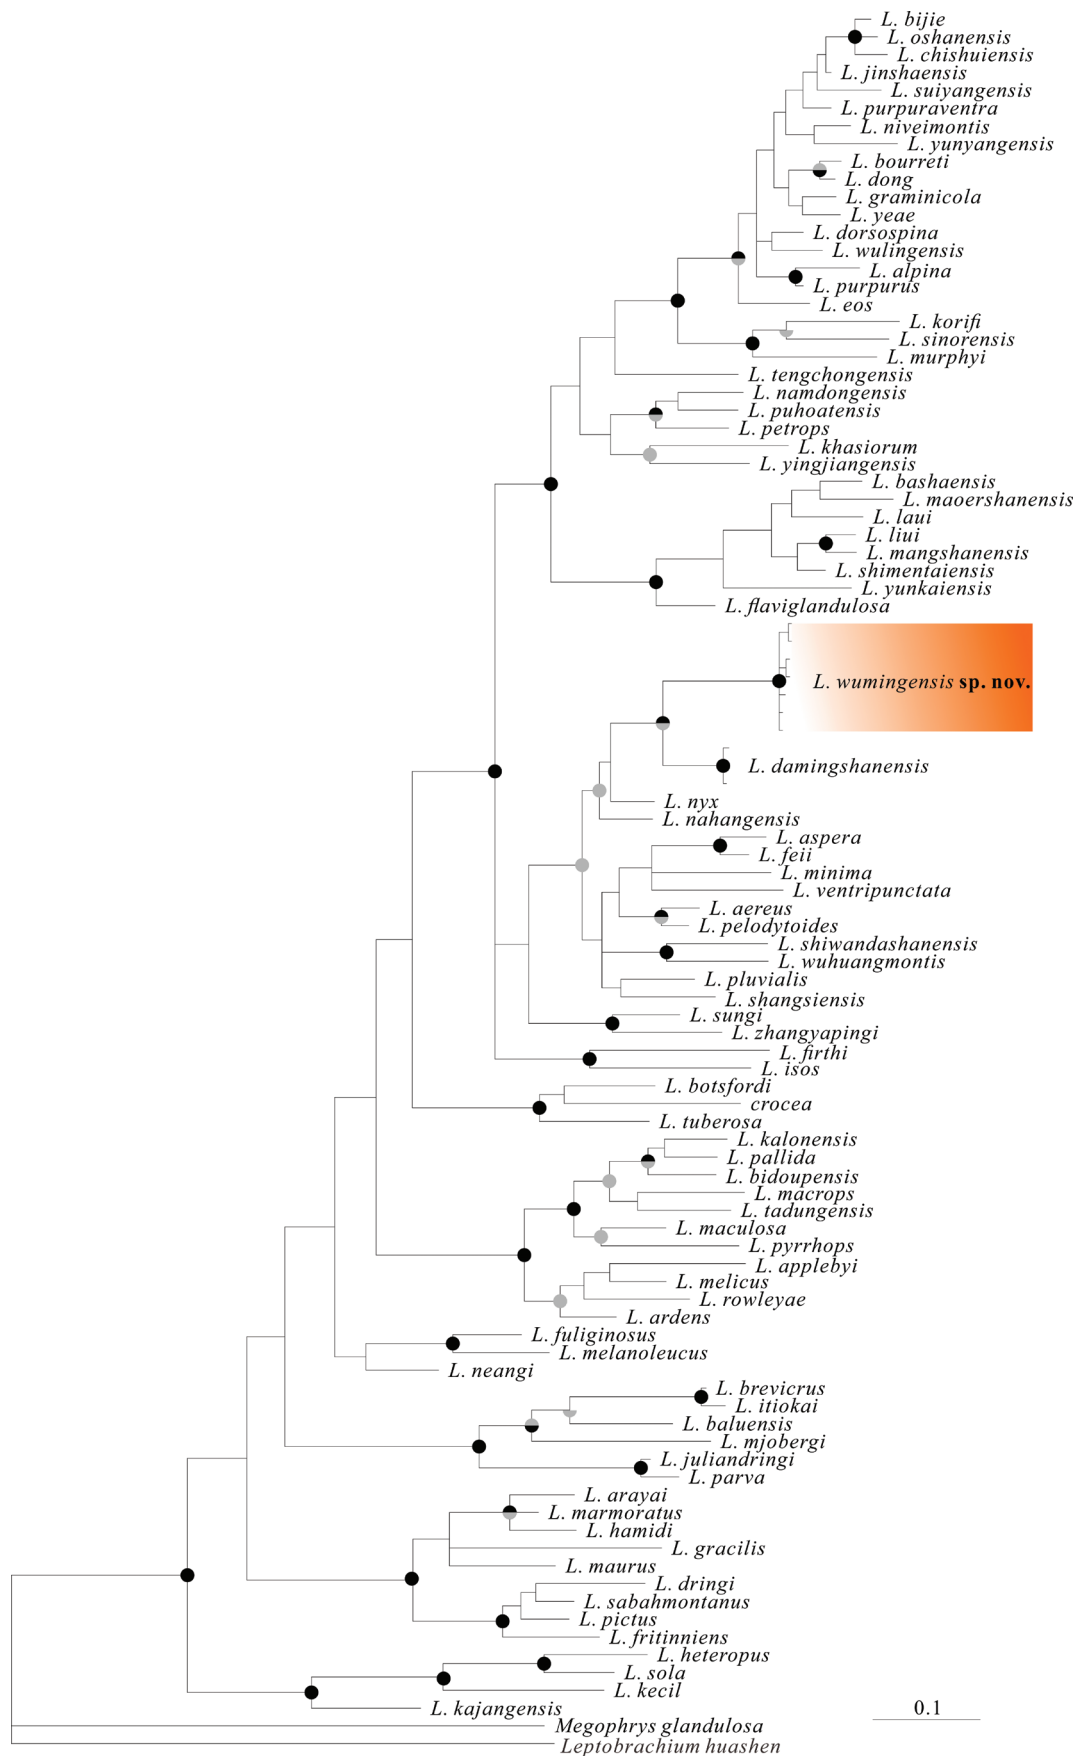 L. bijie
L. oshanensis
L. chishuiensis
L. jinshaensis
L. suiyangensis
L. purpuraventra
L. niveimontis
L. yunyangensis
L. bourreti
L. dong
L. graminicola
L. yeae
L. dorsospina
L. wulingensis
L. alpina
L. purpurus
L. eos
L. korifi
L. sinorensis
L. murphyi
L. tengchongensis
L. namdongensis
L. puhoatensis
L. petrops
L. khasiorum
L. yingjiangensis
L. bashaensis
L. maoershanensis
L. laui
L. liui
L. mangshanensis
L. shimentaiensis
L. yunkaiensis
L. flaviglandulosa
L. wumingensis sp. nov.
L. damingshanensis
L. nyx
L. nahangensis
L. aspera
L. feii
L. minima
L. ventripunctata
L. aereus
L. pelodytoides
L. shiwandashanensis
L. wuhuangmontis
L. pluvialis
L. shangsiensis
L. sungi
L. zhangyapingi
L. firthi
L. isos
L. botsfordi
crocea
L. tuberosa
L. kalonensis
L. pallida
L. bidoupensis
L. macrops
L. tadungensis
L. maculosa
L. pyrrhops
L. applebyi
L. melicus
L. rowleyae
L. ardens
L. fuliginosus
L. melanoleucus
L. neangi
L. brevicrus
L. itiokai
L. baluensis
L. mjobergi
L. juliandringi
L. parva
L. arayai
L. marmoratus
L. hamidi
L. gracilis
L. maurus
L. dringi
L. sabahmontanus
L. pictus
L. fritinniens
L. heteropus
L. sola
L. kecil
L. kajangensis
0.1
Megophrys glandulosa
Leptobrachium huashen